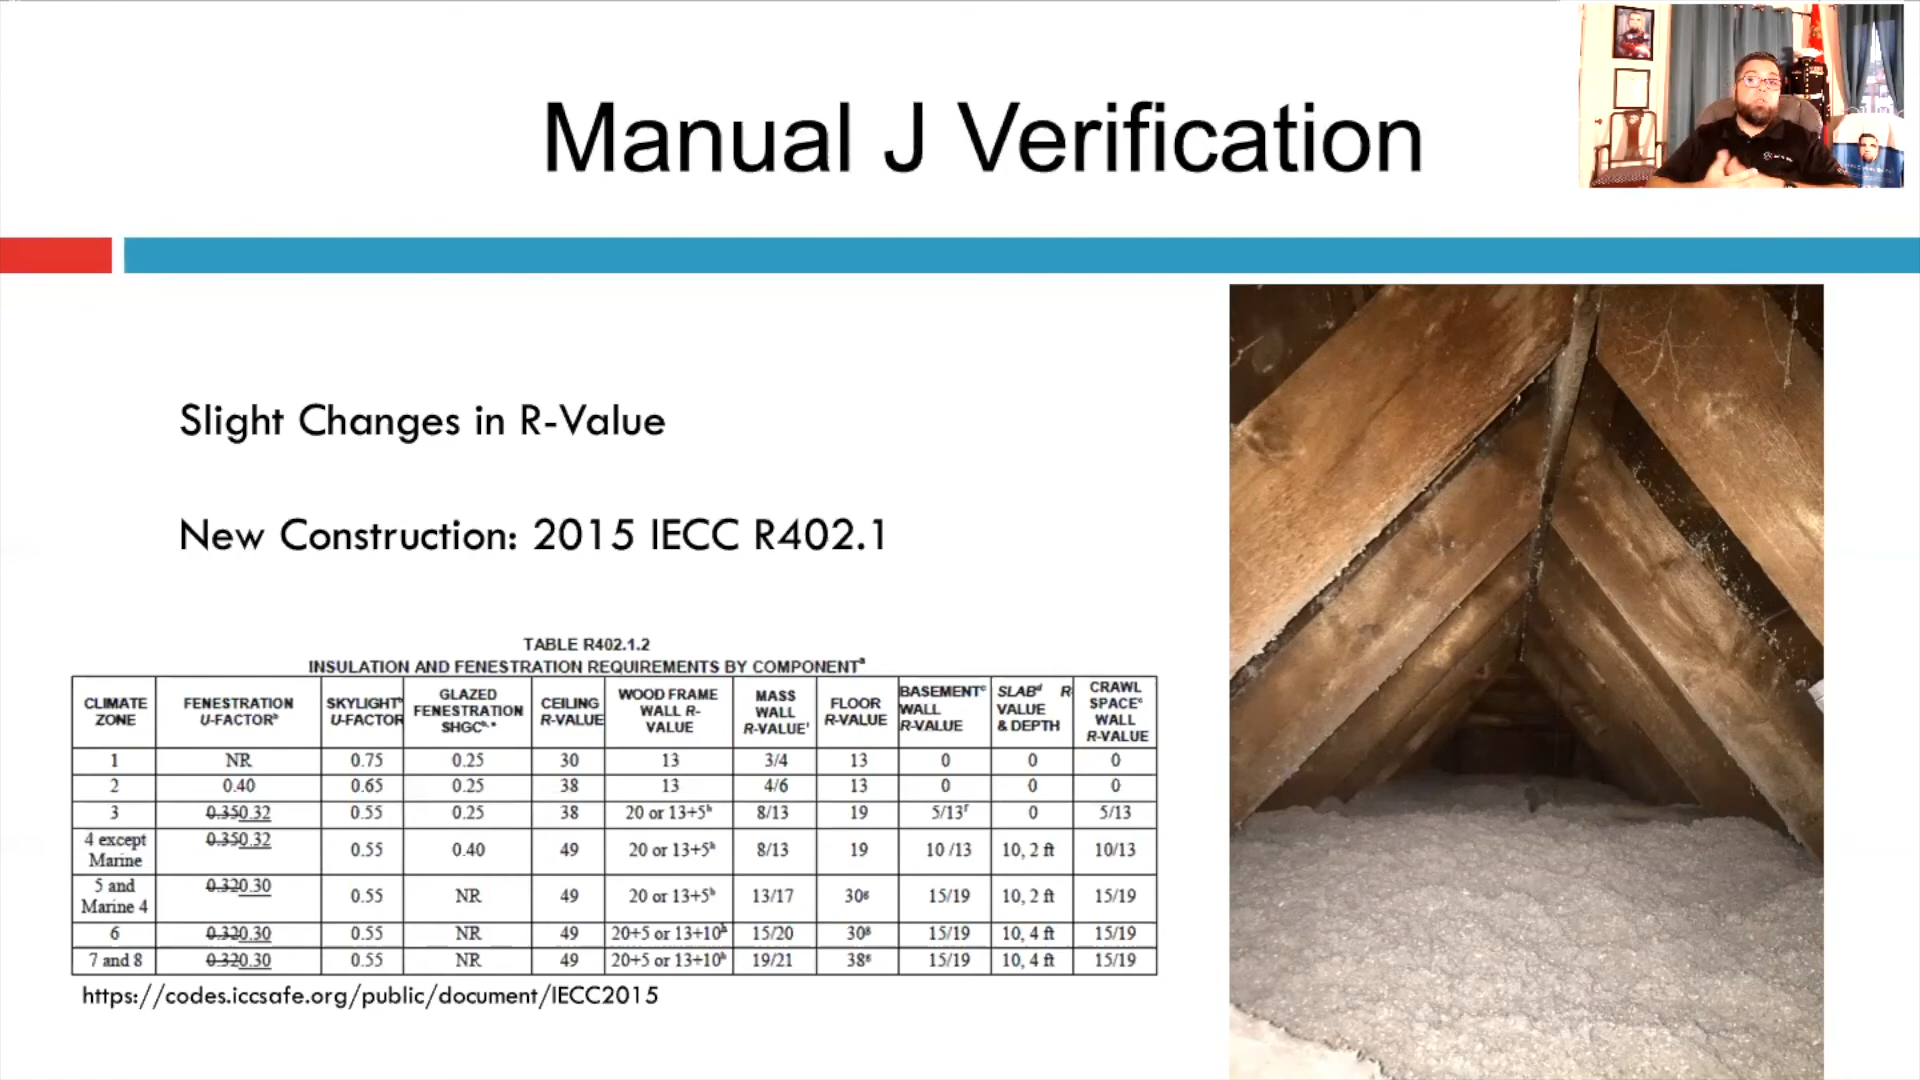 Manual J Verification
Slight Changes in R-Value
New Construction: 2015 IECC R402.1
TABLE R402.1.2
INSULATION AND FENESTRATION REQUIREMENTS BY COMPONENTᵃ
CLIMATE ZONE FENESTRATION U-FACTORᵇ SKYLIGHTᵇ U-FACTOR GLAZED FENESTRATION SHGCᵇ·ᵉ CEILING R-VALUE WOOD FRAME WALL R-VALUE MASS WALL R-VALUEⁱ FLOOR R-VALUE BASEMENTᶜ WALL R-VALUE SLABᵈ R VALUE & DEPTH CRAWL SPACEᶜ WALL R-VALUE
1 NR 0.75 0.25 30 13 3/4 13 0 0 0
2 0.40 0.65 0.25 38 13 4/6 13 0 0 0
3 0.350.32 0.55 0.25 38 20 or 13+5ʰ 8/13 19 5/13ᶠ 0 5/13
4 except Marine 0.350.32 0.55 0.40 49 20 or 13+5ʰ 8/13 19 10 /13 10, 2 ft 10/13
5 and Marine 4 0.320.30 0.55 NR 49 20 or 13+5ʰ 13/17 30ᵍ 15/19 10, 2 ft 15/19
6 0.320.30 0.55 NR 49 20+5 or 13+10ʰ 15/20 30ᵍ 15/19 10, 4 ft 15/19
7 and 8 0.320.30 0.55 NR 49 20+5 or 13+10ʰ 19/21 38ᵍ 15/19 10, 4 ft 15/19
https://codes.iccsafe.org/public/document/IECC2015